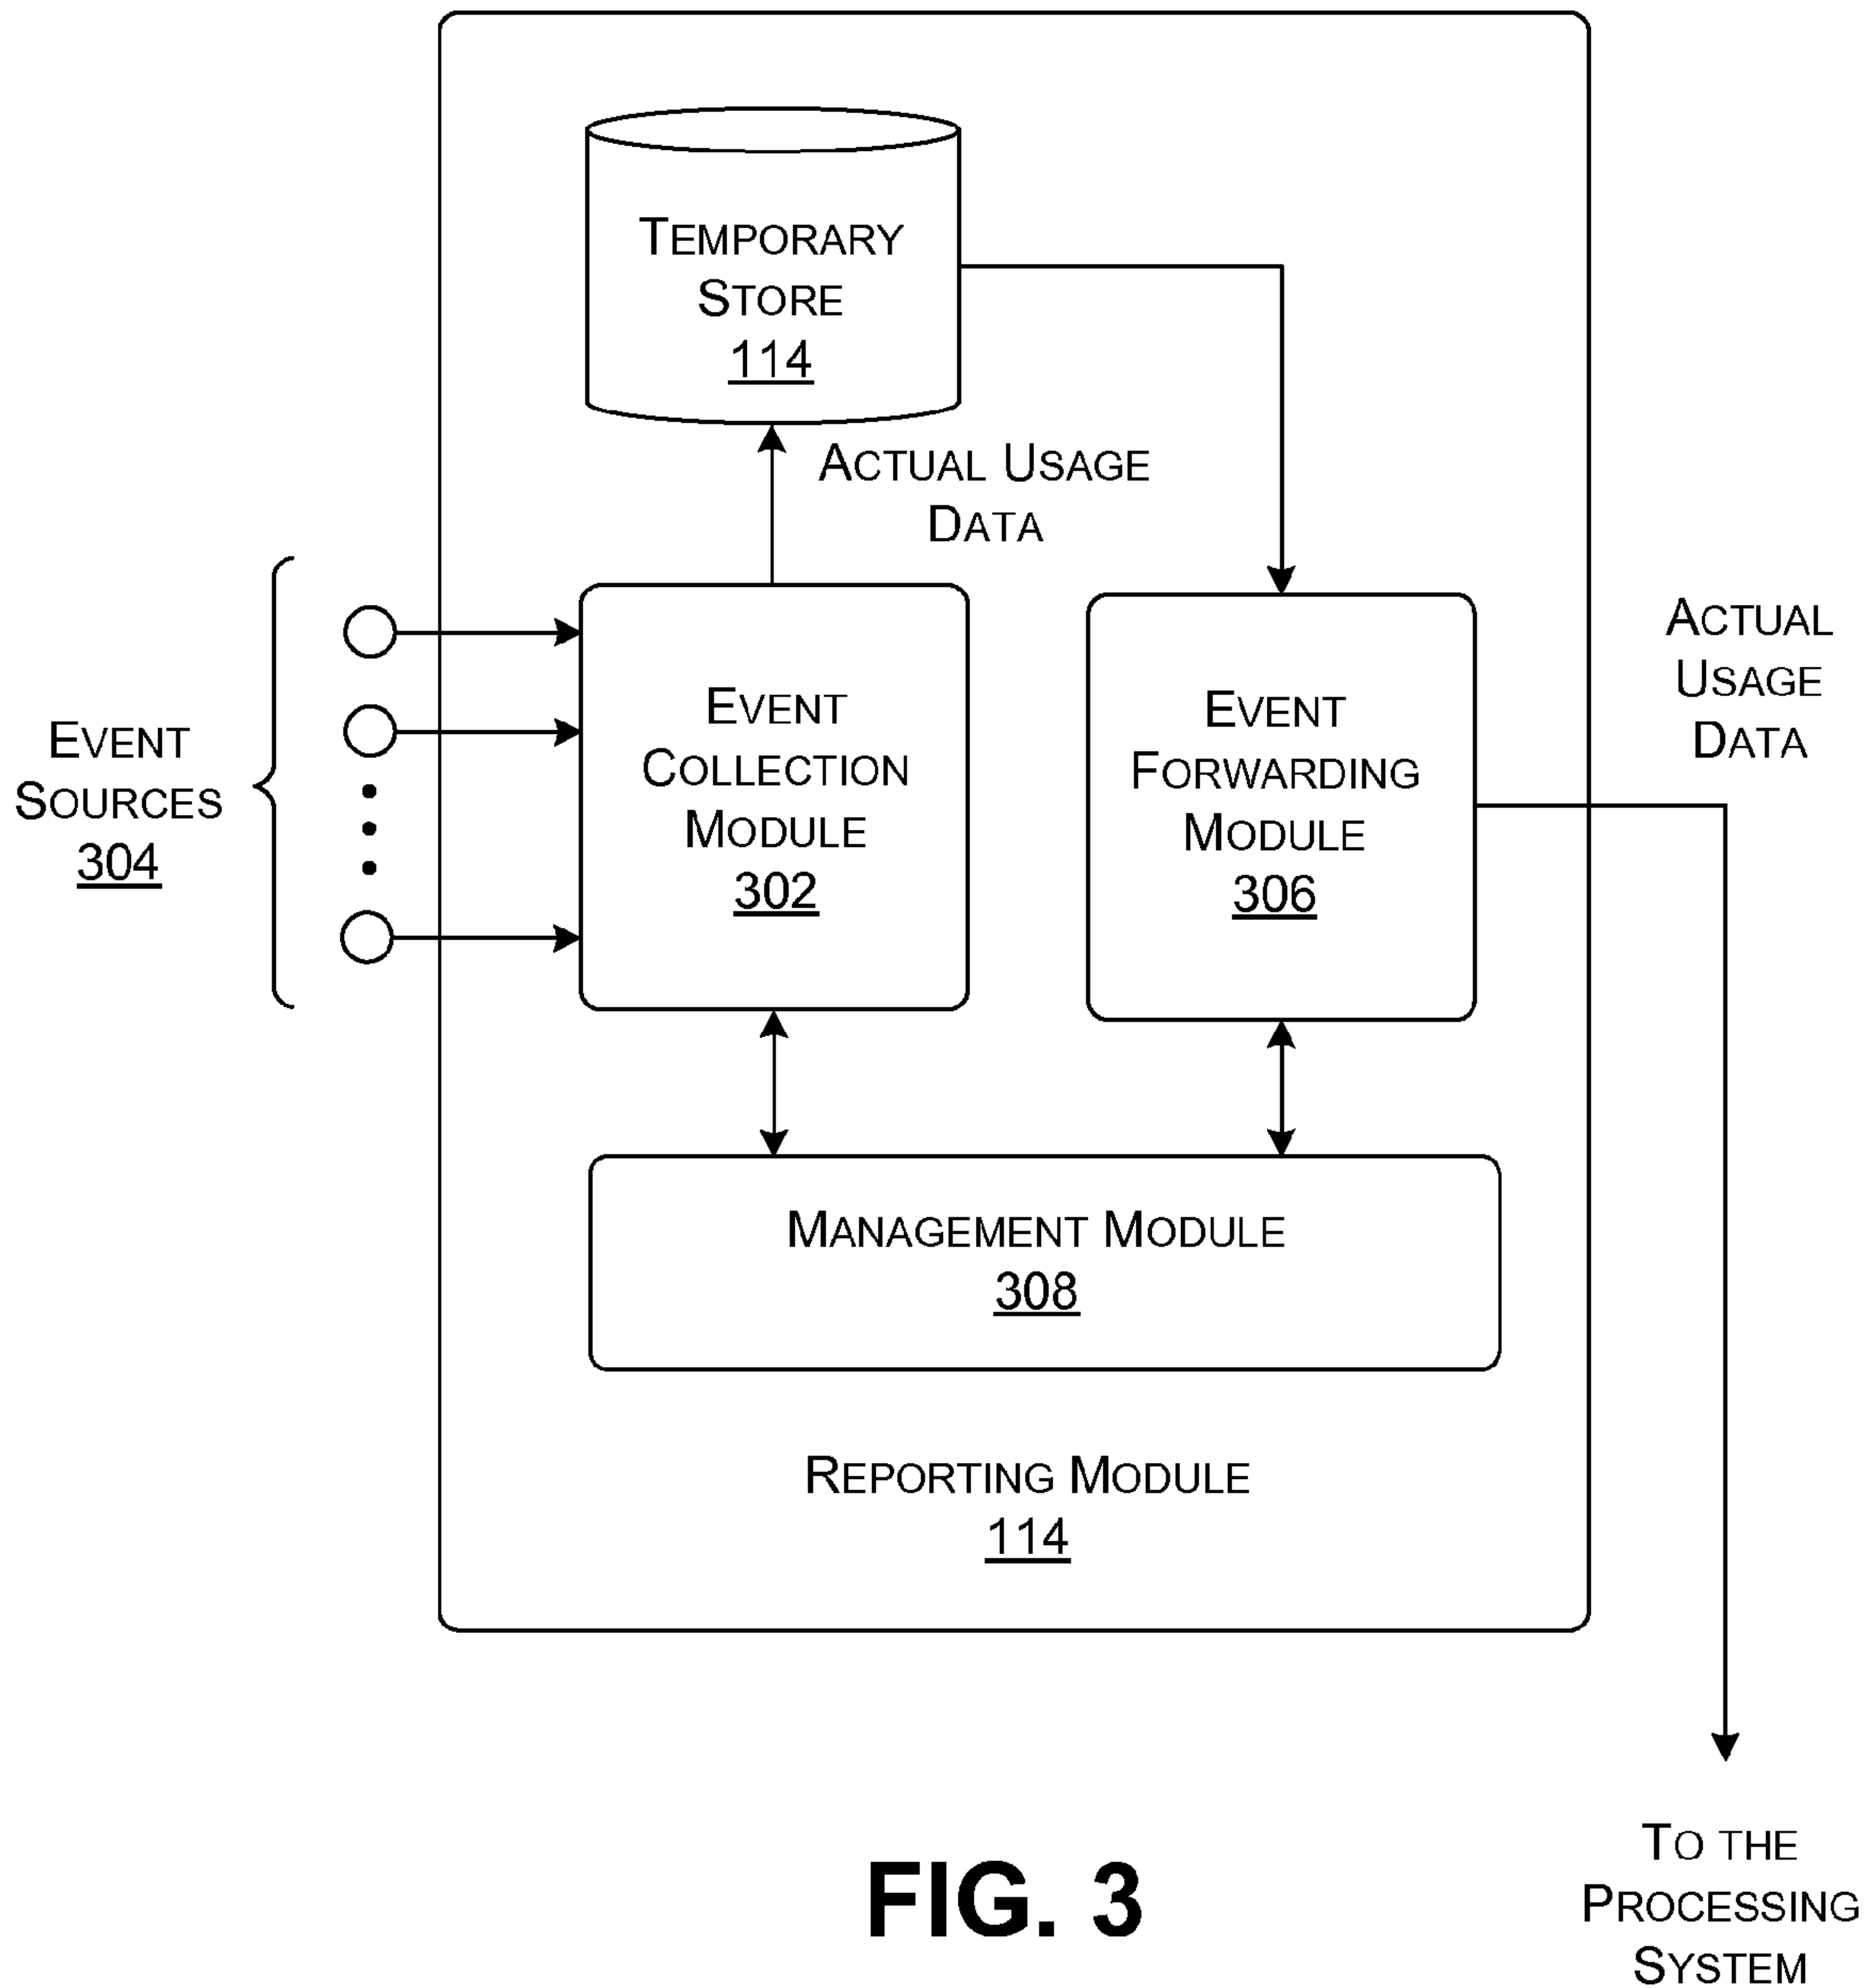 TEMPORARY
STORE
114
ACTUAL USAGE
DATA
EVENT
SOURCES
304
EVENT
COLLECTION
MODULE
302
EVENT
FORWARDING
MODULE
306
ACTUAL
USAGE
DATA
MANAGEMENT MODULE
308
REPORTING MODULE
114
TO THE
PROCESSING
SYSTEM
FIG. 3